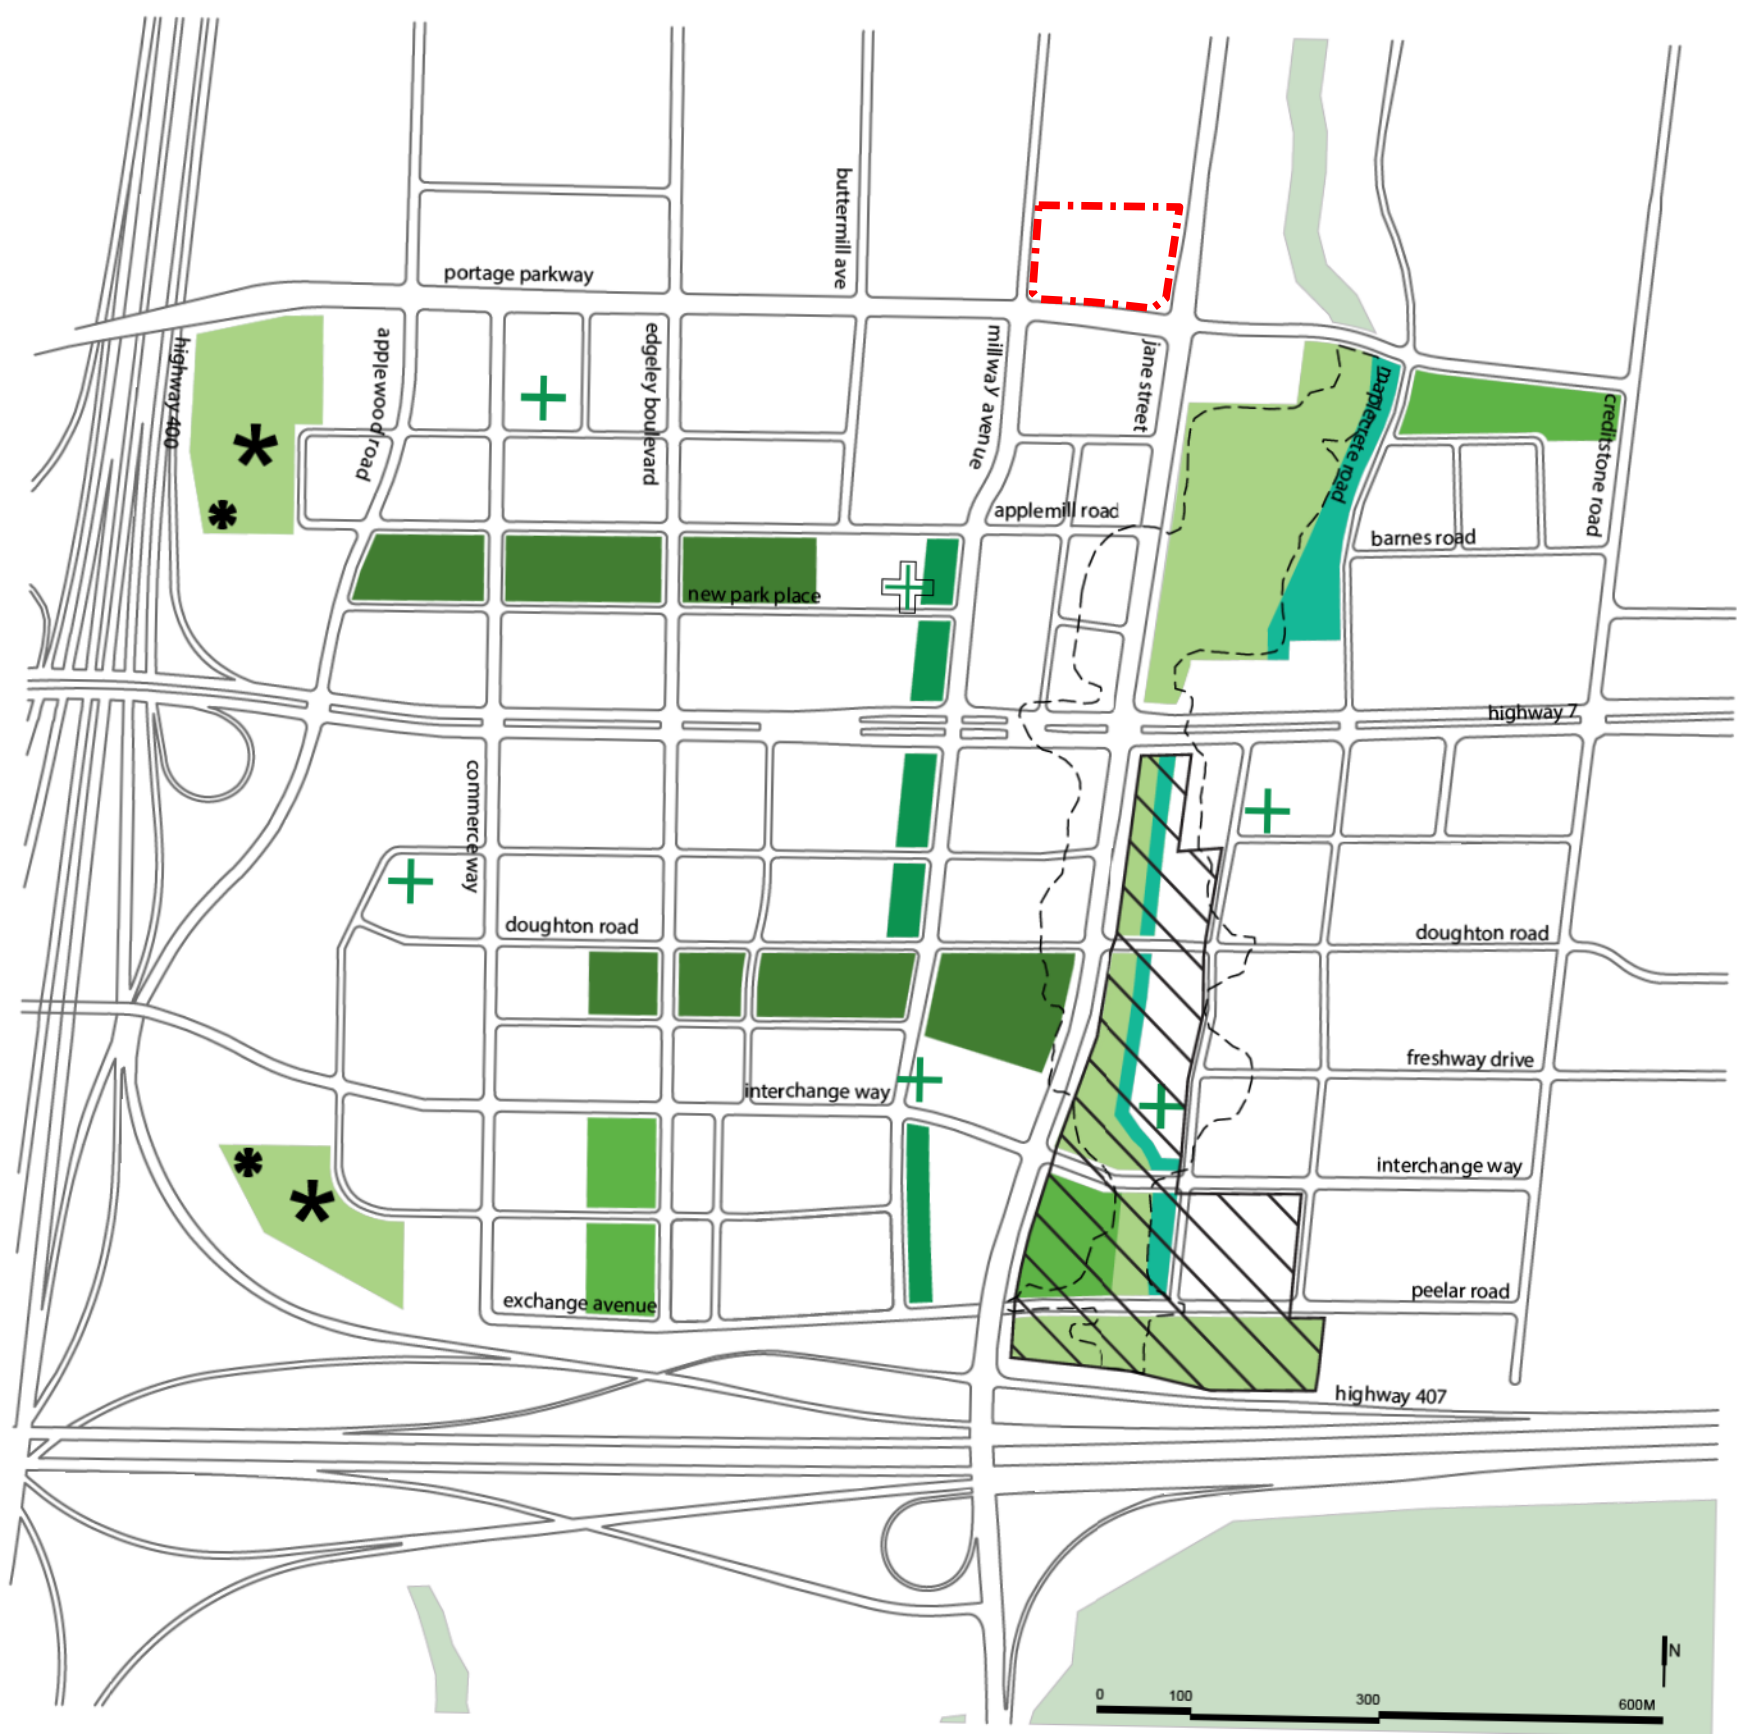 buttermill ave
portage parkway
highway 400
applewood road
edgeley boulevard
millway avenue
jane street
maplecrete road
creditstone road
applemill road
barnes road
new park place
highway 7
commerce way
doughton road
doughton road
freshway drive
interchange way
interchange way
peelar road
exchange avenue
highway 407
N
0 100 300 600M